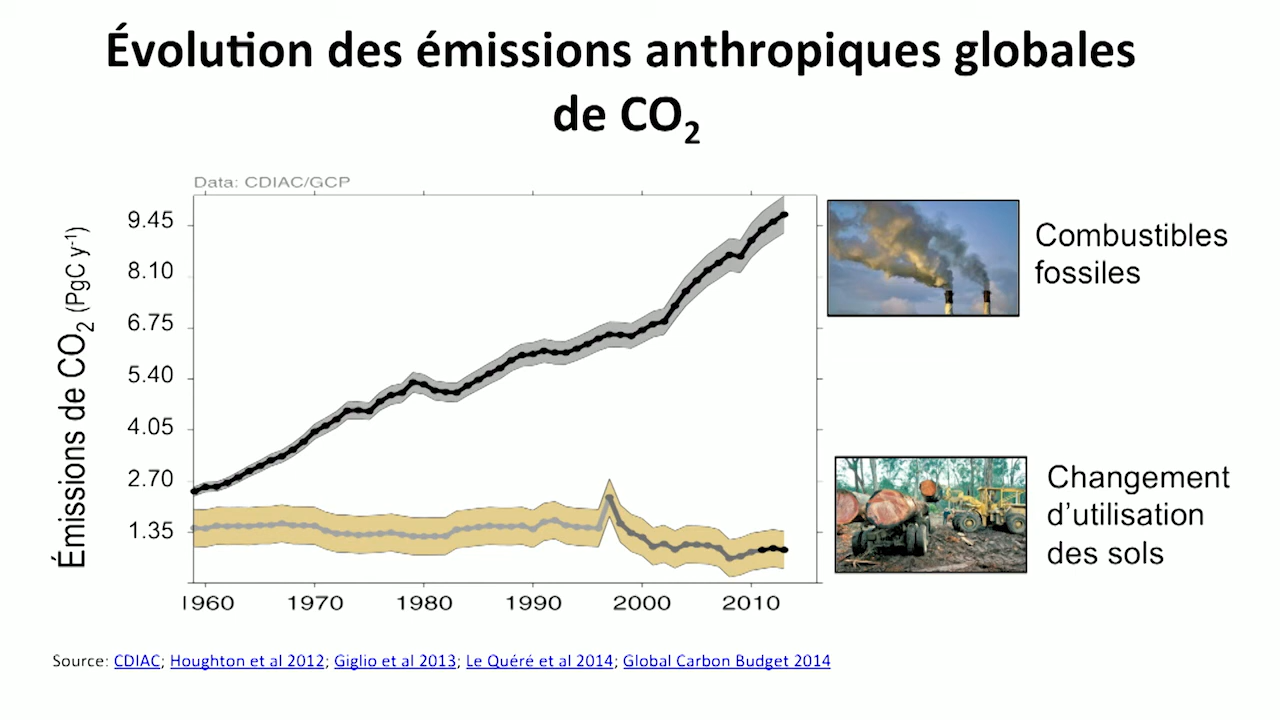 Évolution des émissions anthropiques globales
de CO₂
Data: CDIAC/GCP
Émissions de CO₂ (PgC y⁻¹)
9.45
8.10
6.75
5.40
4.05
2.70
1.35
1960 1970 1980 1990 2000 2010
Combustibles
fossiles
Changement
d’utilisation
des sols
Source: CDIAC; Houghton et al 2012; Giglio et al 2013; Le Quéré et al 2014; Global Carbon Budget 2014